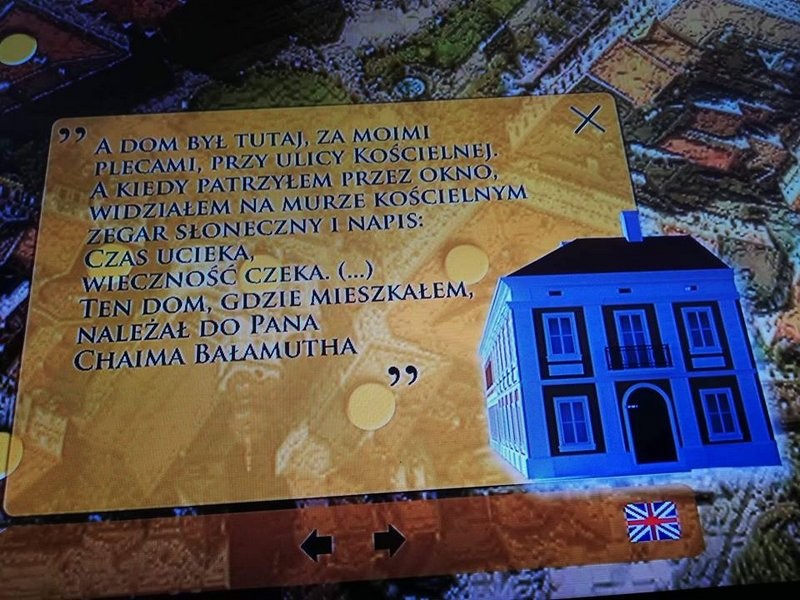 „ A DOM BYŁ TUTAJ, ZA MOIMI
PLECAMI, PRZY ULICY KOŚCIELNEJ.
A KIEDY PATRZYŁEM PRZEZ OKNO,
WIDZIAŁEM NA MURZE KOŚCIELNYM
ZEGAR SŁONECZNY I NAPIS:
CZAS UCIEKA,
WIECZNOŚĆ CZEKA. (...)
TEN DOM, GDZIE MIESZKAŁEM,
NALEŻAŁ DO PANA
CHAIMA BAŁAMUTHA
”